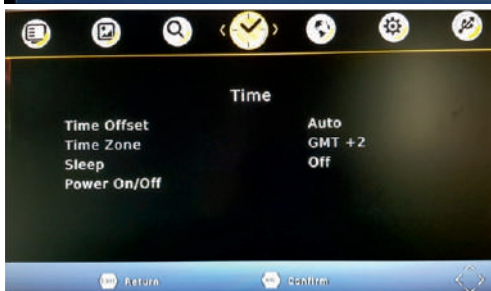 Time
Time Offset Auto
Time Zone GMT +2
Sleep Off
Power On/Off
Return Confirm